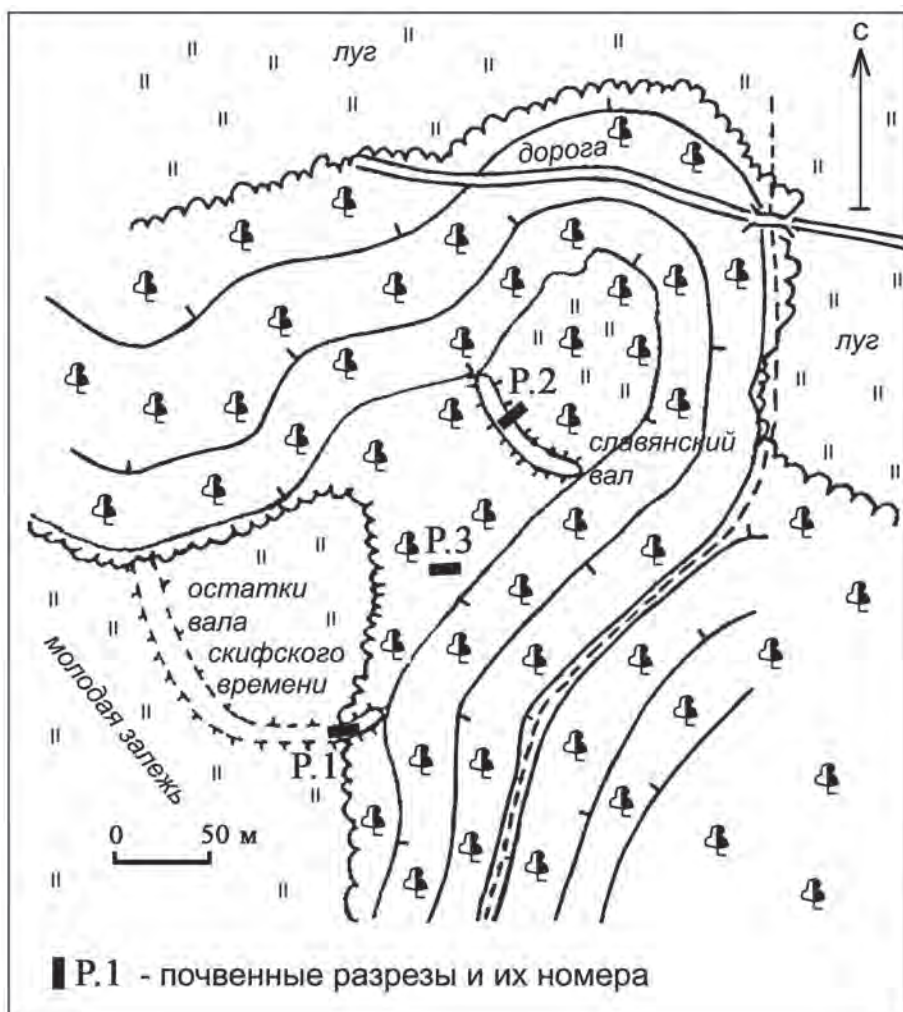 луг
С
дорога
луг
Р.2
славянский
вал
Р.3
остатки
вала
скифского
времени
молодая залежь
Р.1
0 50 м
Р.1 - почвенные разрезы и их номера